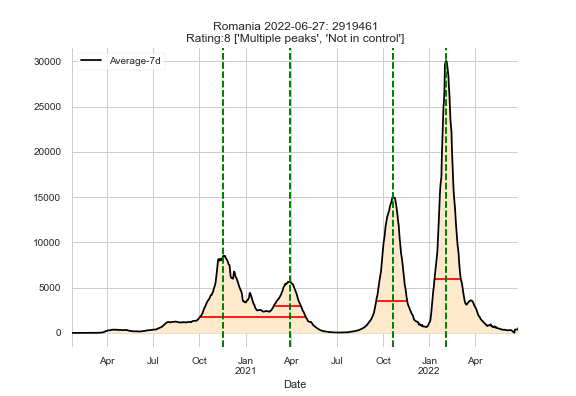 Romania 2022-06-27: 2919461
Rating:8 ['Multiple peaks', 'Not in control']
Average-7d
30000
25000
20000
15000
10000
5000
0
Apr Jul Oct Jan Apr Jul Oct Jan Apr
2021 2022
Date